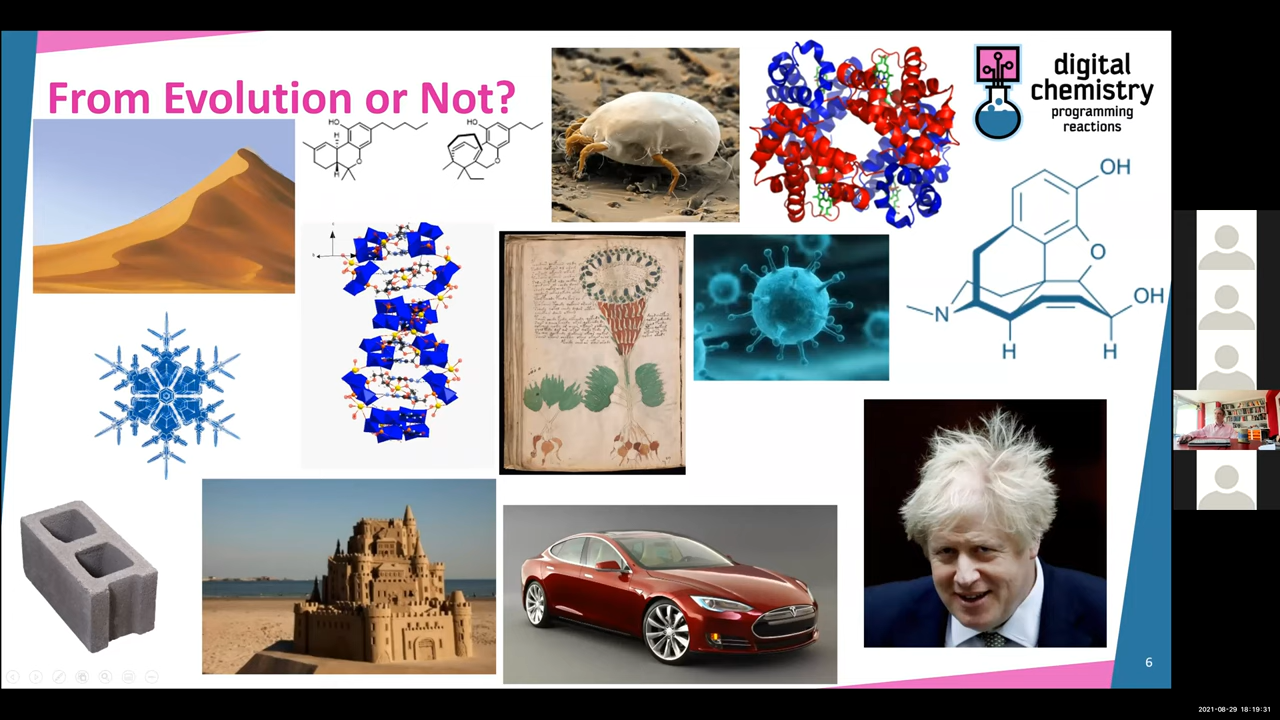 From Evolution or Not?
digital
chemistry
programming
reactions
HO
H
O
H
HO
O
OH
O
OH
N
H
H
6
2021-08-29 18:19:31